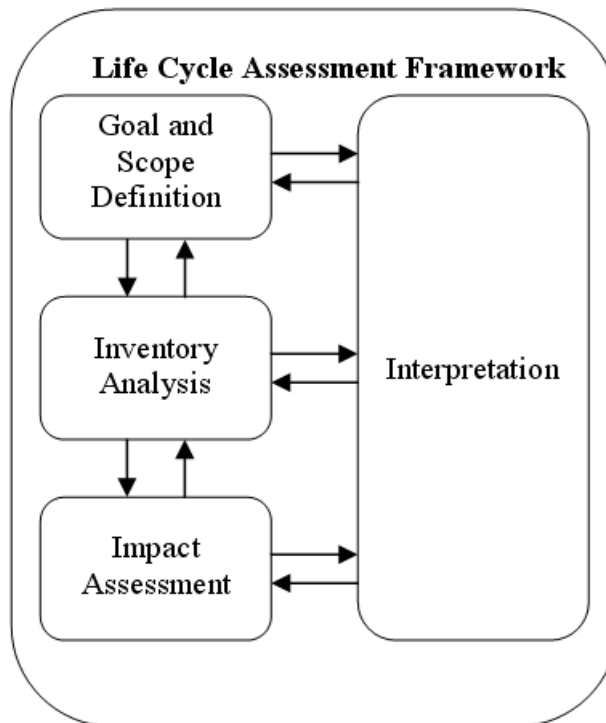 Life Cycle Assessment Framework
Goal and
Scope
Definition
Inventory
Analysis
Interpretation
Impact
Assessment